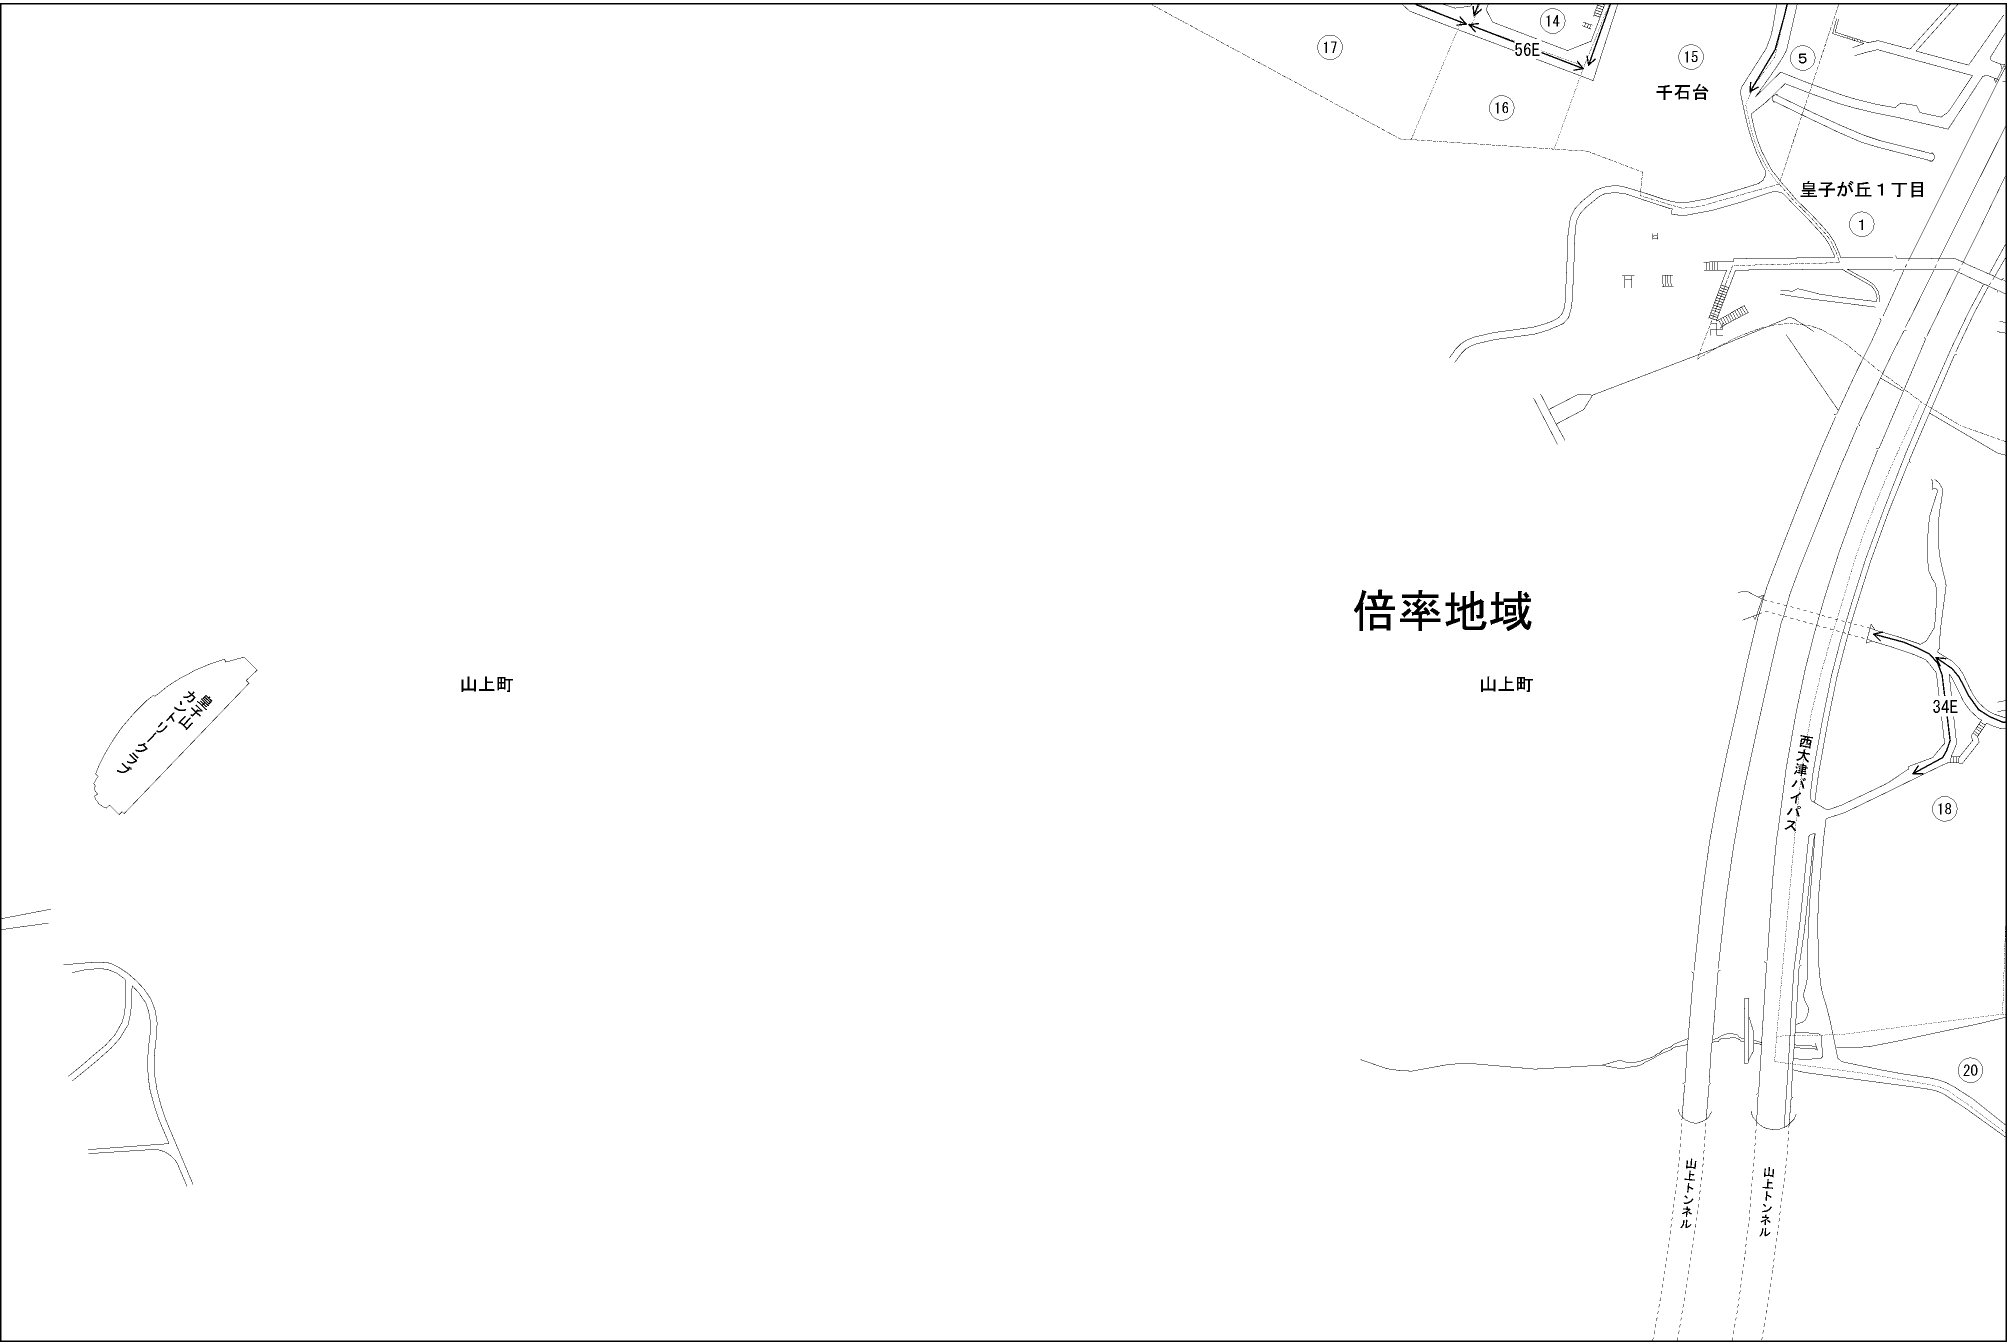 14
17
56E
15
5
千石台
16
皇子が丘1丁目
1
倍率地域
山上町
山上町
皇子山
カントリークラブ
34E
西大津バイパス
18
20
山上トンネル
山上トンネル